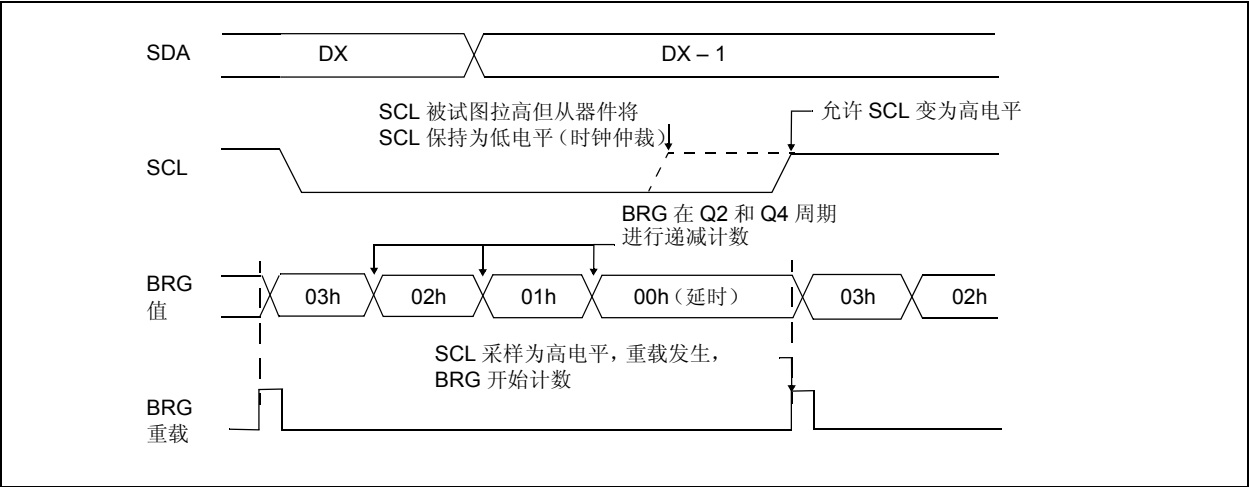 SDA
DX
DX – 1
SCL 被试图拉高但从器件将
SCL 保持为低电平（时钟仲裁）
允许 SCL 变为高电平
SCL
BRG 在 Q2 和 Q4 周期
进行递减计数
BRG
值
03h
02h
01h
00h（延时）
03h
02h
SCL 采样为高电平，重载发生，
BRG 开始计数
BRG
重载